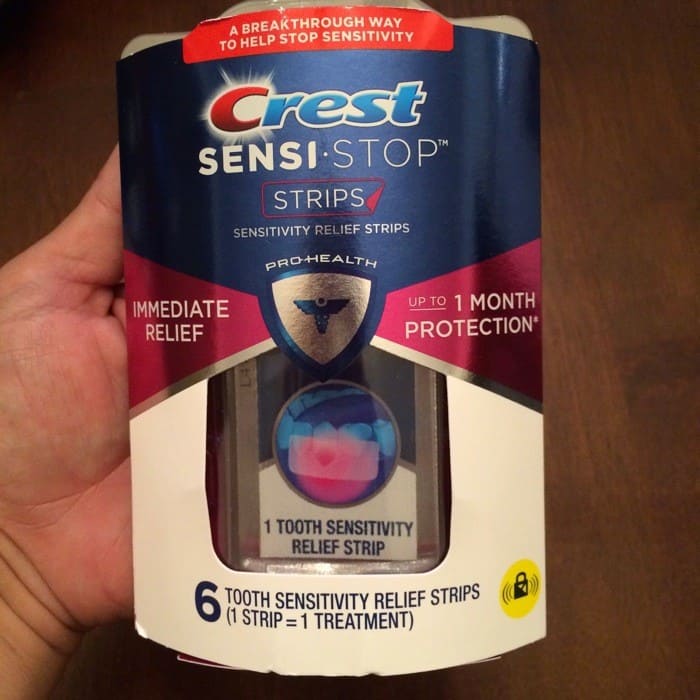 A BREAKTHROUGH WAY
TO HELP STOP SENSITIVITY
Crest
SENSI·STOP™
STRIPS
SENSITIVITY RELIEF STRIPS
PRO-HEALTH
IMMEDIATE
RELIEF
UP TO 1 MONTH
PROTECTION*
1 TOOTH SENSITIVITY
RELIEF STRIP
6 TOOTH SENSITIVITY RELIEF STRIPS
(1 STRIP = 1 TREATMENT)